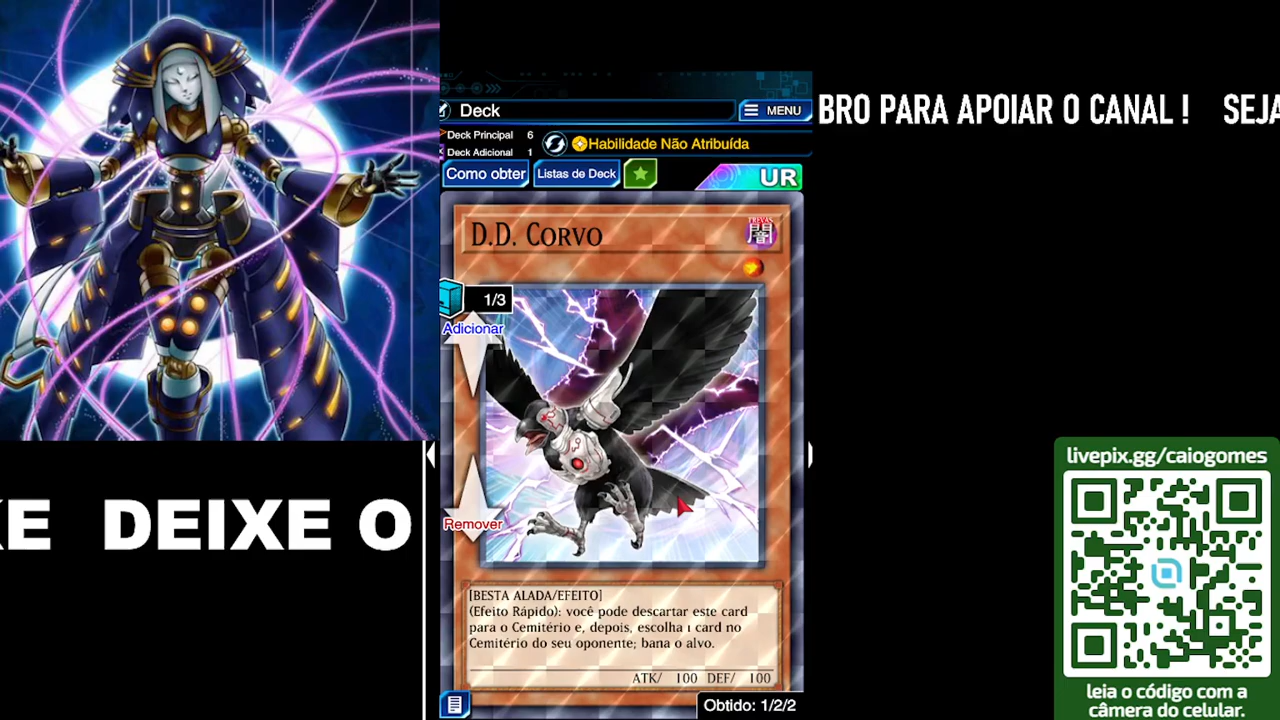 Deck
MENU
BRO PARA APOIAR O CANAL ! SEJA
Deck Principal 6
Deck Adicional 1
Habilidade Não Atribuída
Como obter
Listas de Deck
UR
D.D. Corvo
TREVAS
闇
1/3
Adicionar
Remover
KE DEIXE O
[BESTA ALADA/EFEITO]
(Efeito Rápido): você pode descartar este card
para o Cemitério e, depois, escolha 1 card no
Cemitério do seu oponente; bana o alvo.
ATK/ 100 DEF/ 100
Obtido: 1/2/2
livepix.gg/caiogomes
leia o código com a
câmera do celular.